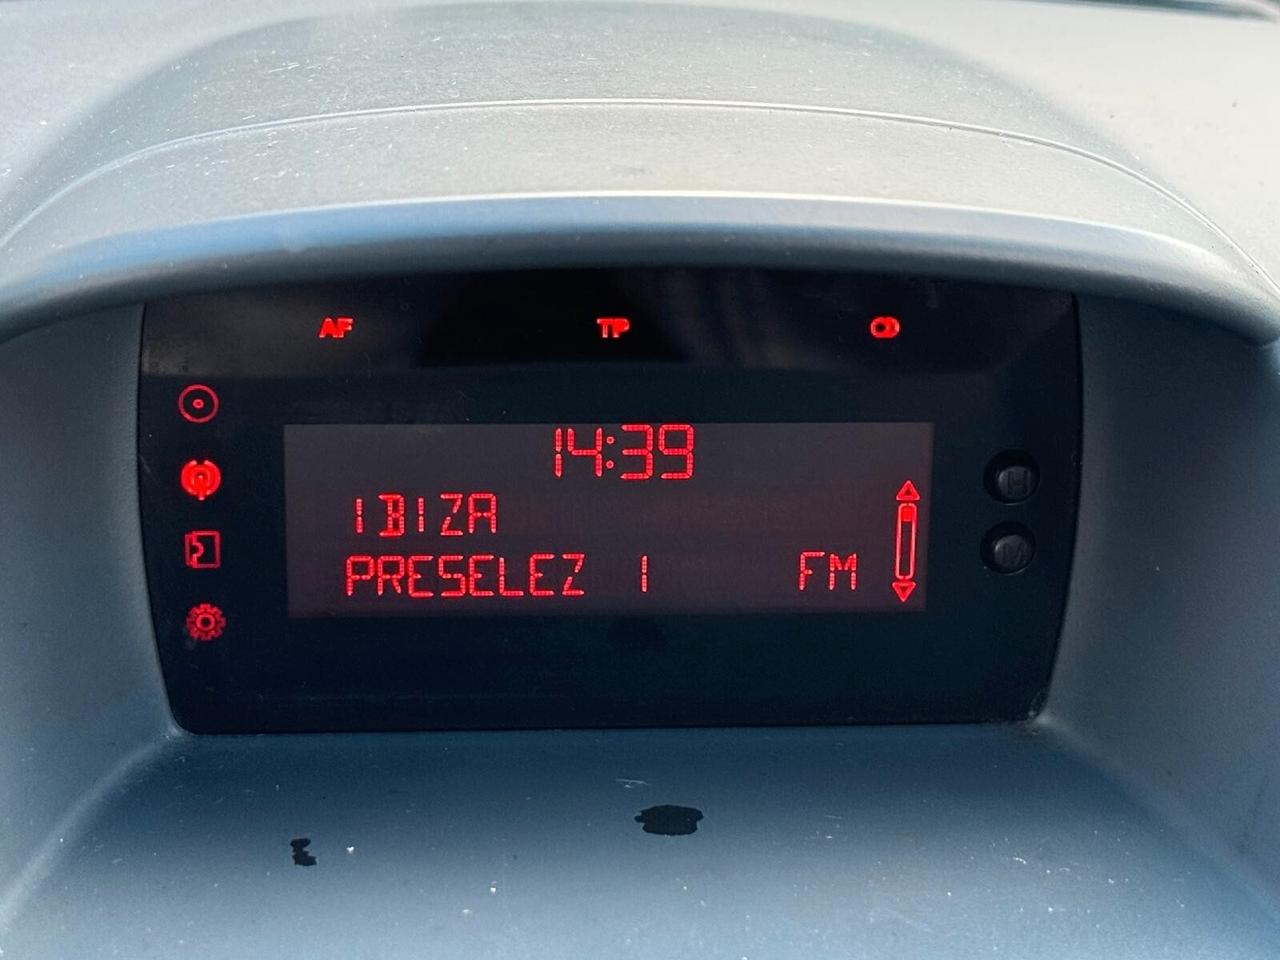 AF TP
14:39
IBIZA
PRESELEZ 1 FM
H
M